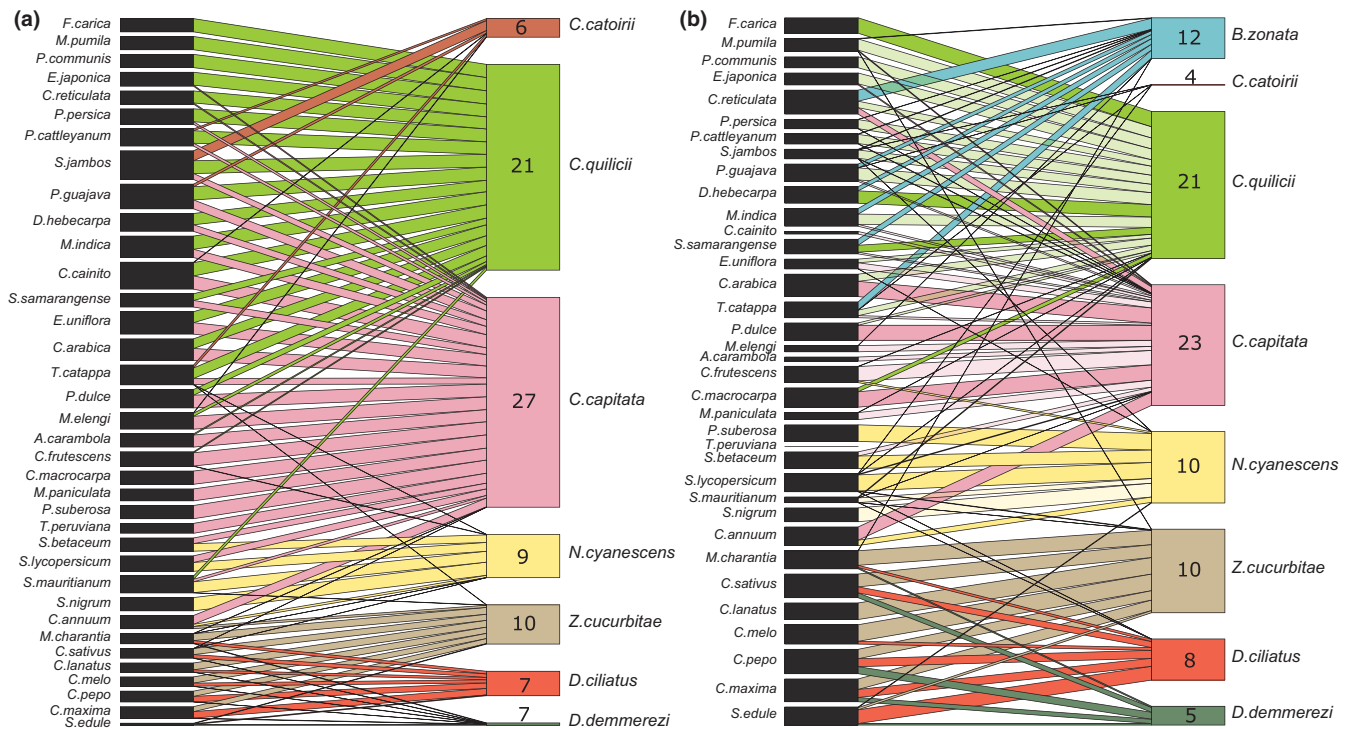 (a)
F.carica
M.pumila
P.communis
E.japonica
C.reticulata
P.persica
P.cattleyanum
S.jambos
P.guajava
D.hebecarpa
M.indica
C.cainito
S.samarangense
E.uniflora
C.arabica
T.catappa
P.dulce
M.elengi
A.carambola
C.frutescens
C.macrocarpa
M.paniculata
P.suberosa
T.peruviana
S.betaceum
S.lycopersicum
S.mauritianum
S.nigrum
C.annuum
M.charantia
C.sativus
C.lanatus
C.melo
C.pepo
C.maxima
S.edule
6 C.catoirii
21 C.quilicii
27 C.capitata
9 N.cyanescens
10 Z.cucurbitae
7 D.ciliatus
7 D.demmerezi
(b)
F.carica
M.pumila
P.communis
E.japonica
C.reticulata
P.persica
P.cattleyanum
S.jambos
P.guajava
D.hebecarpa
M.indica
C.cainito
S.samarangense
E.uniflora
C.arabica
T.catappa
P.dulce
M.elengi
A.carambola
C.frutescens
C.macrocarpa
M.paniculata
P.suberosa
T.peruviana
S.betaceum
S.lycopersicum
S.mauritianum
S.nigrum
C.annuum
M.charantia
C.sativus
C.lanatus
C.melo
C.pepo
C.maxima
S.edule
12 B.zonata
4 C.catoirii
21 C.quilicii
23 C.capitata
10 N.cyanescens
10 Z.cucurbitae
8 D.ciliatus
5 D.demmerezi